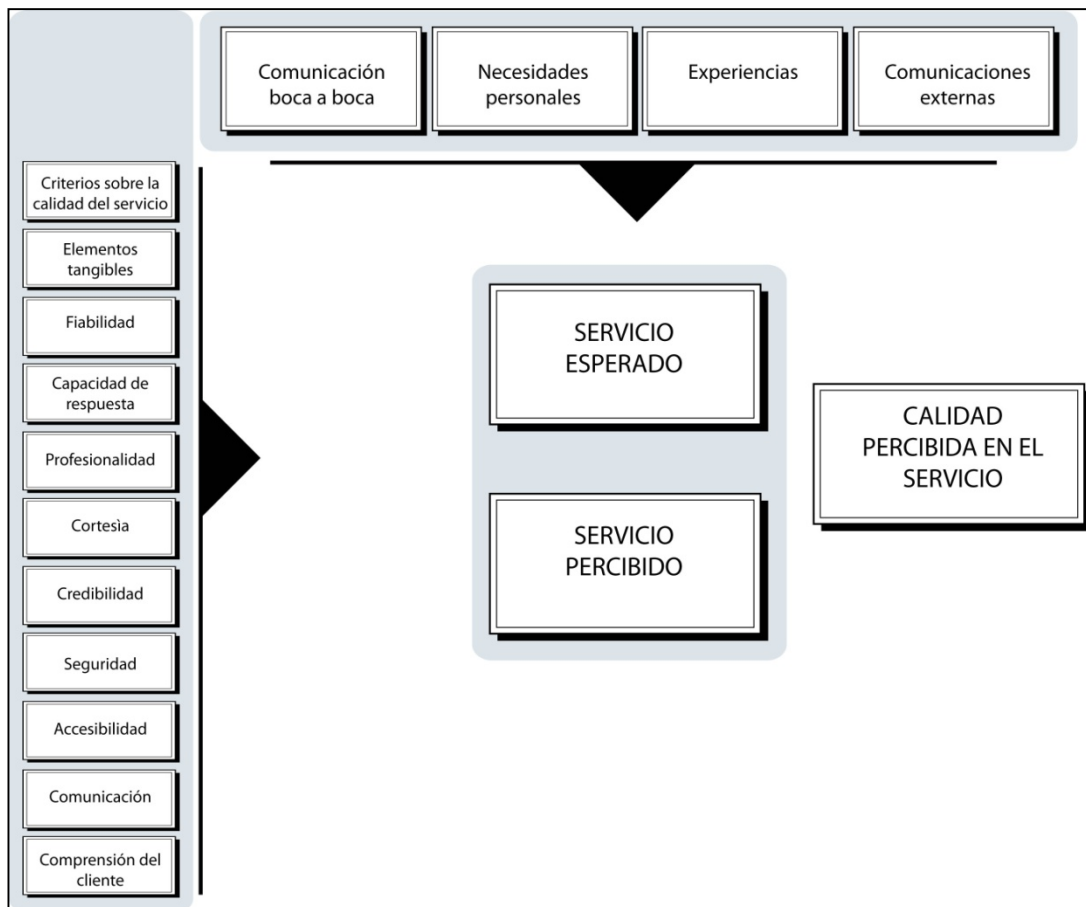 Comunicación
boca a boca
Necesidades
personales
Experiencias
Comunicaciones
externas
Criterios sobre la
calidad del servicio
Elementos
tangibles
Fiabilidad
Capacidad de
respuesta
Profesionalidad
Cortesìa
Credibilidad
Seguridad
Accesibilidad
Comunicación
Comprensión del
cliente
SERVICIO
ESPERADO
SERVICIO
PERCIBIDO
CALIDAD
PERCIBIDA EN EL
SERVICIO